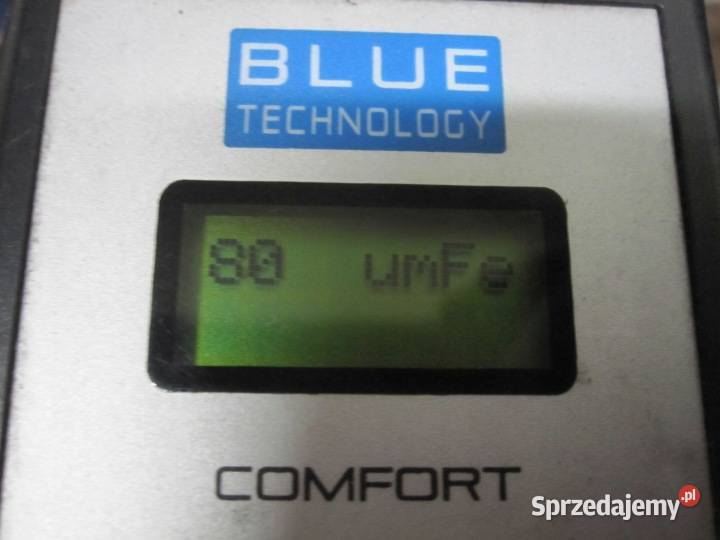 BLUE
TECHNOLOGY
80 umFe
COMFORT
Sprzedajemy.pl